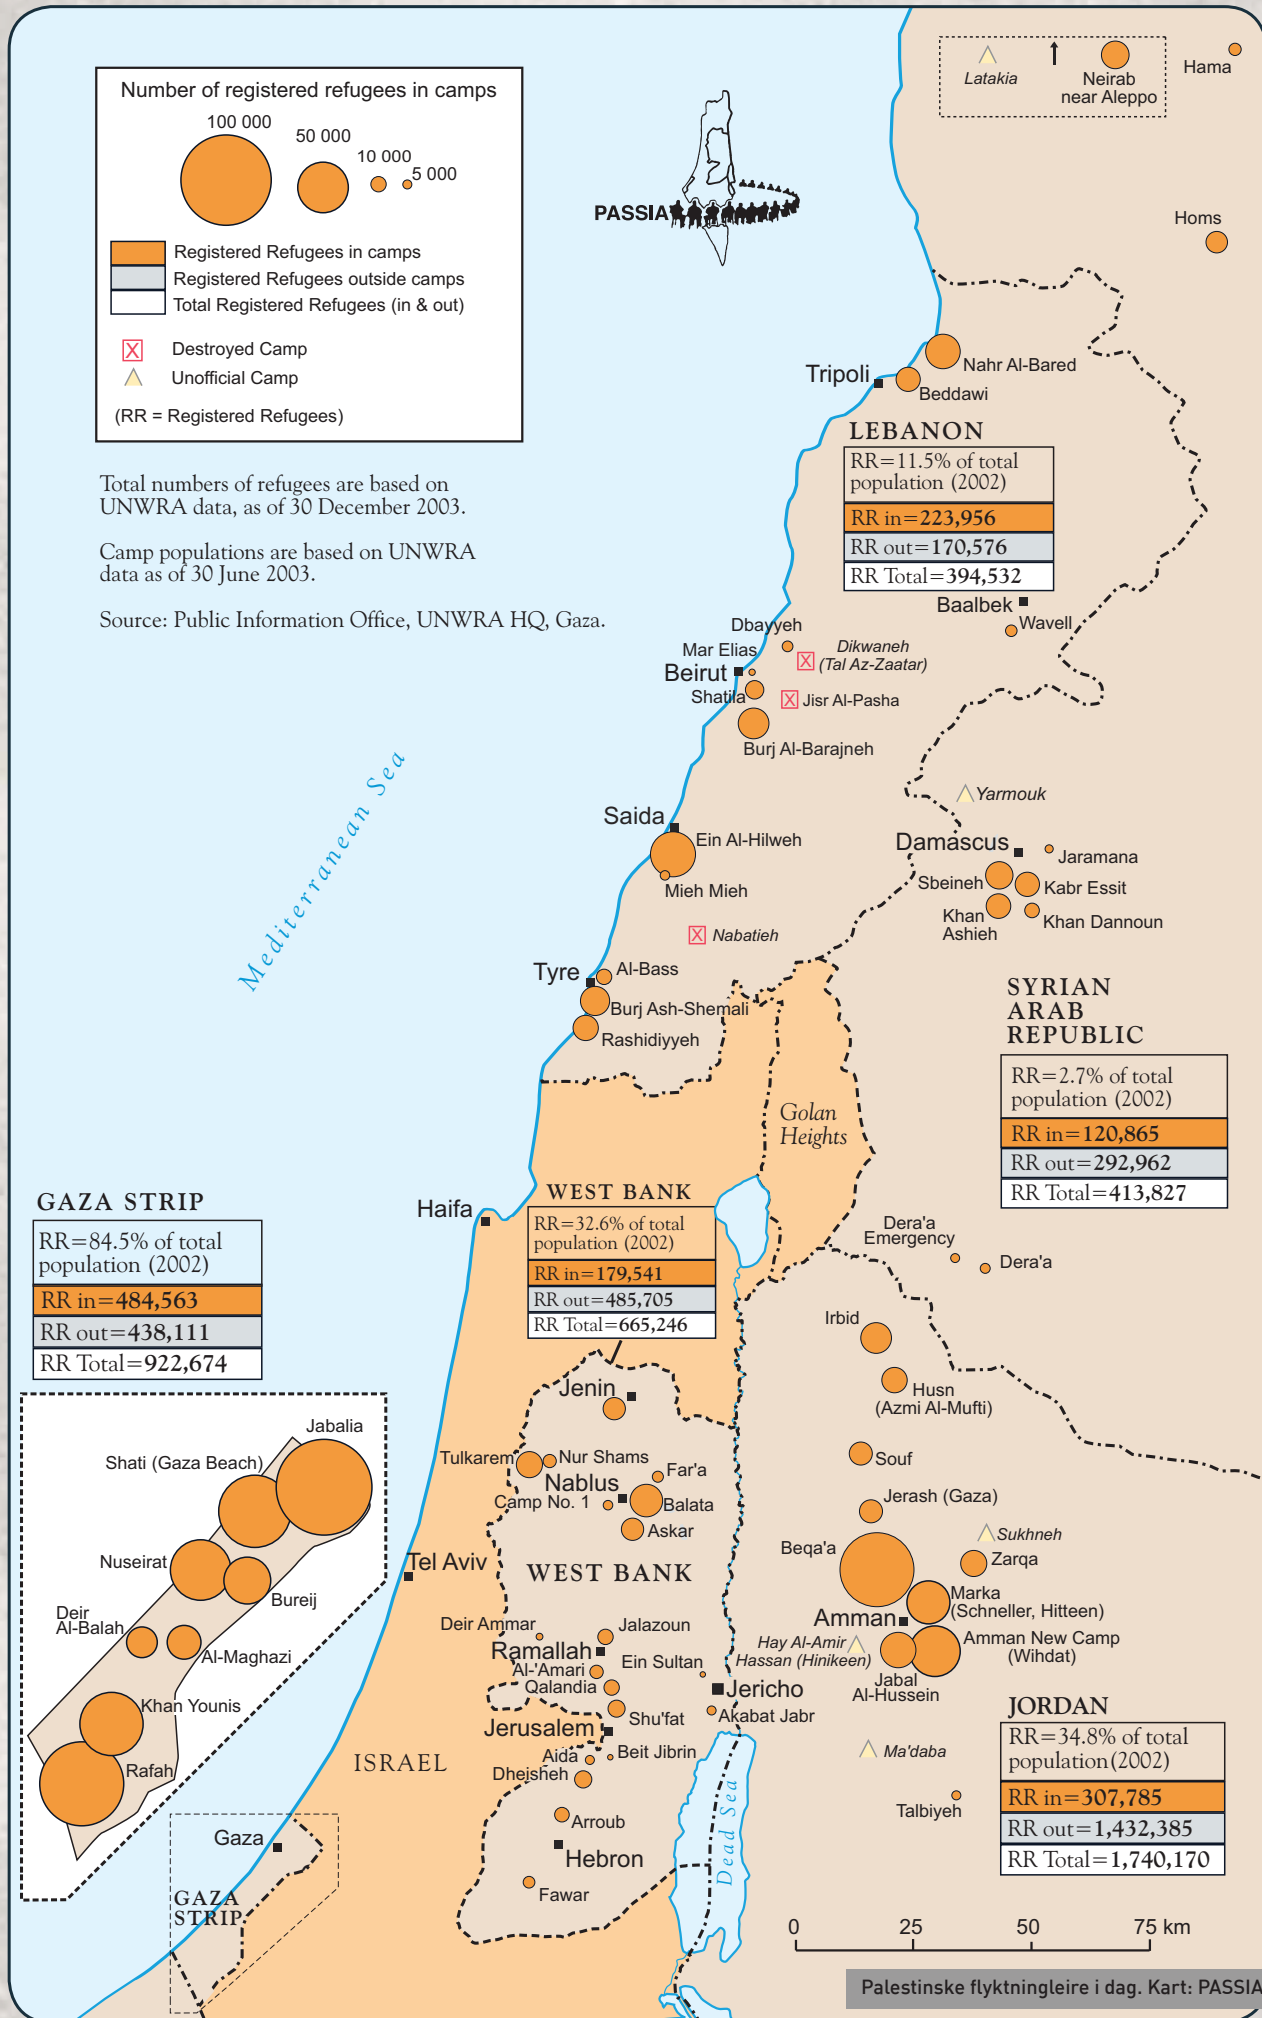 Number of registered refugees in camps
100 000
50 000
10 000
5 000
Registered Refugees in camps
Registered Refugees outside camps
Total Registered Refugees (in & out)
X
Destroyed Camp
Unofficial Camp
(RR = Registered Refugees)
Total numbers of refugees are based on
UNWRA data, as of 30 December 2003.
Camp populations are based on UNWRA
data as of 30 June 2003.
Source: Public Information Office, UNWRA HQ, Gaza.
PASSIA
Latakia
Neirab
near Aleppo
Hama
Homs
Nahr Al-Bared
Tripoli
Beddawi
LEBANON
RR=11.5% of total
population (2002)
RR in=223,956
RR out=170,576
RR Total=394,532
Baalbek
Wavell
Dbayyeh
Mar Elias
X
Dikwaneh
(Tal Az-Zaatar)
Beirut
Shatila
X
Jisr Al-Pasha
Burj Al-Barajneh
Mediterranean Sea
Yarmouk
Saida
Ein Al-Hilweh
Mieh Mieh
Damascus
Jaramana
Sbeineh
Kabr Essit
Khan
Ashieh
Khan Dannoun
X
Nabatieh
Tyre
Al-Bass
Burj Ash-Shemali
Rashidiyyeh
SYRIAN
ARAB
REPUBLIC
RR=2.7% of total
population (2002)
RR in=120,865
RR out=292,962
RR Total=413,827
Golan
Heights
GAZA STRIP
RR=84.5% of total
population (2002)
RR in=484,563
RR out=438,111
RR Total=922,674
Haifa
WEST BANK
RR=32.6% of total
population (2002)
RR in=179,541
RR out=485,705
RR Total=665,246
Dera'a
Emergency
Dera'a
Irbid
Husn
(Azmi Al-Mufti)
Souf
Jerash (Gaza)
Sukhneh
Zarqa
Beqa'a
Marka
(Schneller, Hitteen)
Amman
Amman New Camp
(Wihdat)
Hay Al-Amir
Hassan (Hinikeen)
Jabal
Al-Hussein
Jenin
Tulkarem
Nur Shams
Nablus
Far'a
Camp No. 1
Balata
Askar
WEST BANK
Tel Aviv
Deir Ammar
Jalazoun
Ramallah
Al-'Amari
Ein Sultan
Qalandia
Jericho
Shu'fat
Akabat Jabr
Jerusalem
Aida
Beit Jibrin
Dheisheh
ISRAEL
Arroub
Hebron
Fawar
Dead Sea
Jabalia
Shati (Gaza Beach)
Nuseirat
Bureij
Deir
Al-Balah
Al-Maghazi
Khan Younis
Rafah
Gaza
GAZA
STRIP
JORDAN
RR=34.8% of total
population(2002)
RR in=307,785
RR out=1,432,385
RR Total=1,740,170
Ma'daba
Talbiyeh
0
25
50
75 km
Palestinske flyktningleire i dag. Kart: PASSIA